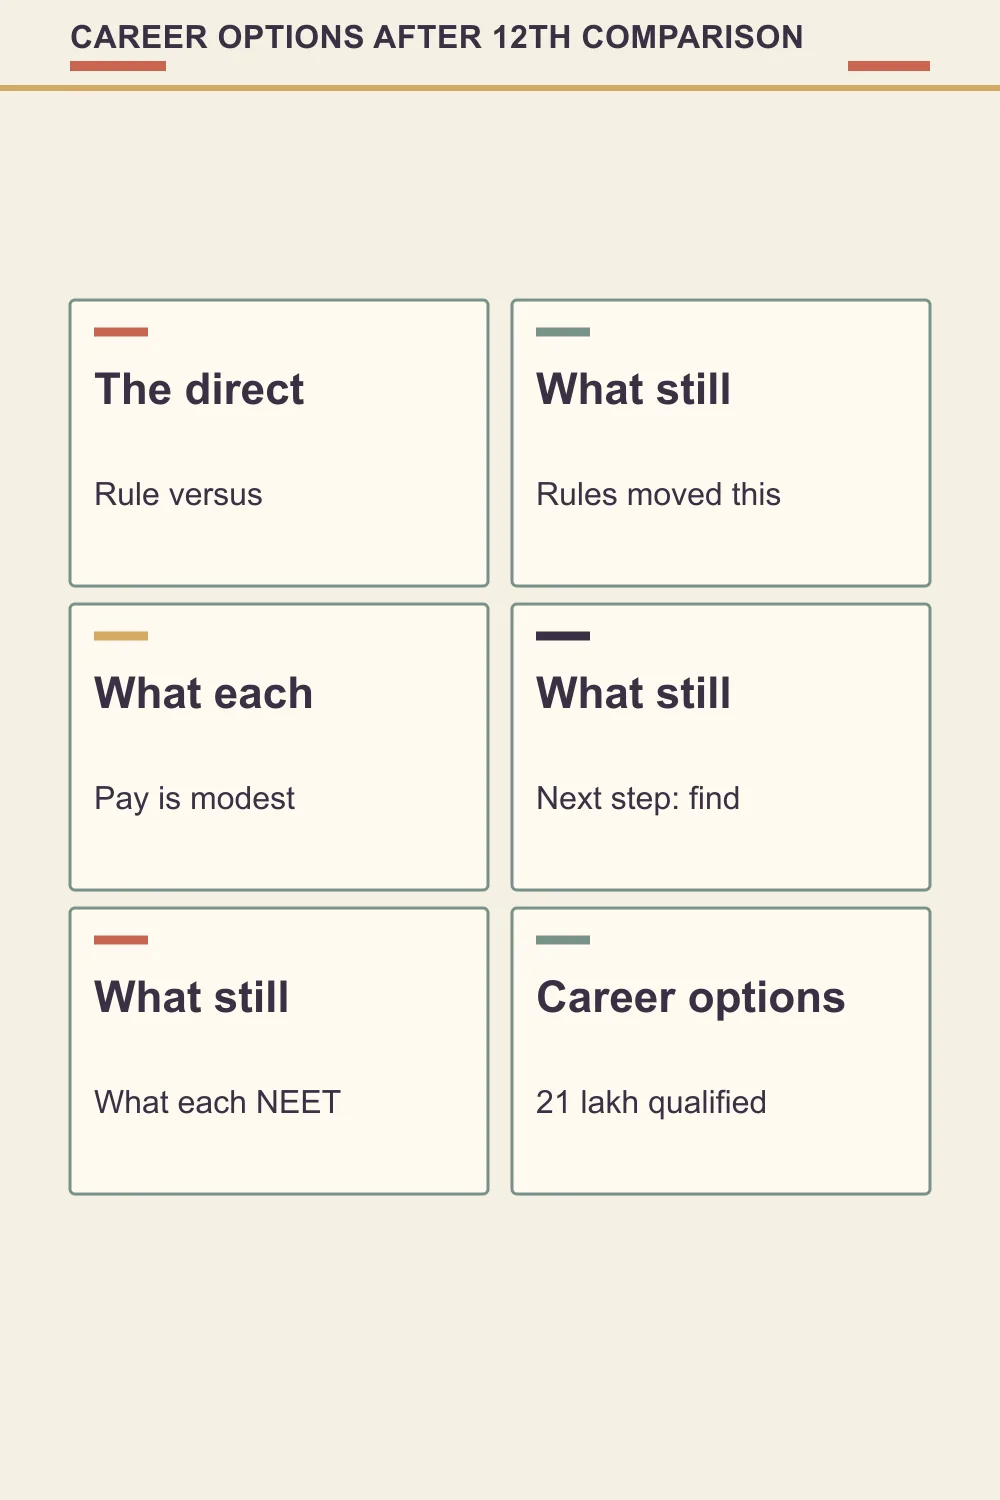 CAREER OPTIONS AFTER 12TH COMPARISON
The direct
Rule versus
What still
Rules moved this
What each
Pay is modest
What still
Next step: find
What still
What each NEET
Career options
21 lakh qualified